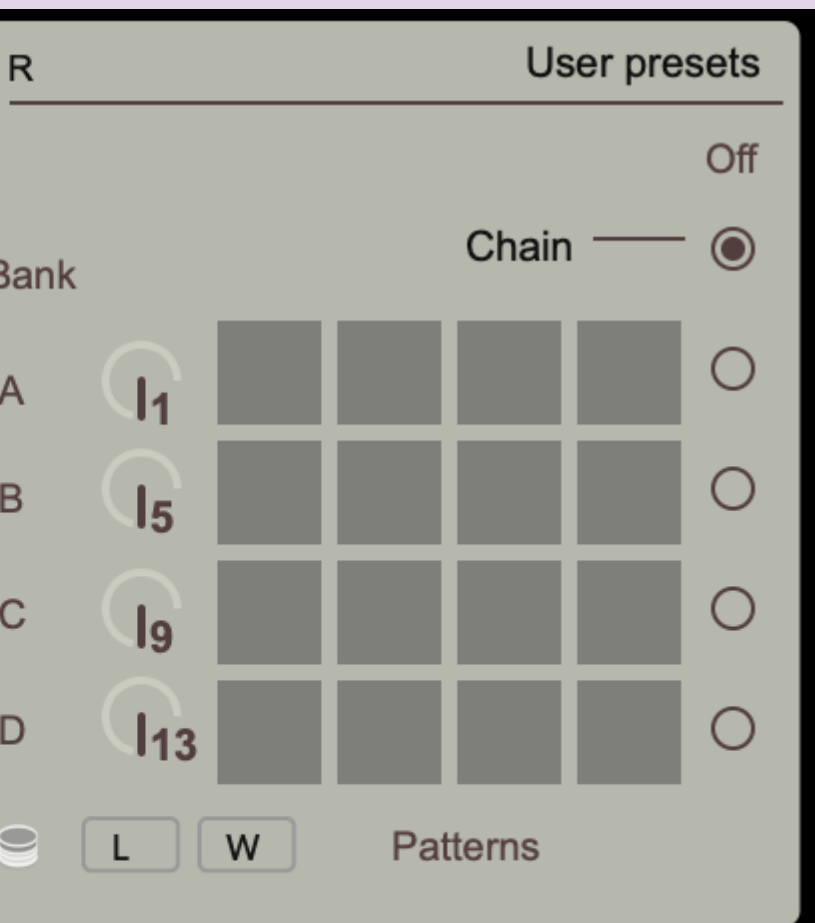 R User presets
Off
Chain
Bank
A 1
B 5
C 9
D 13
L W Patterns